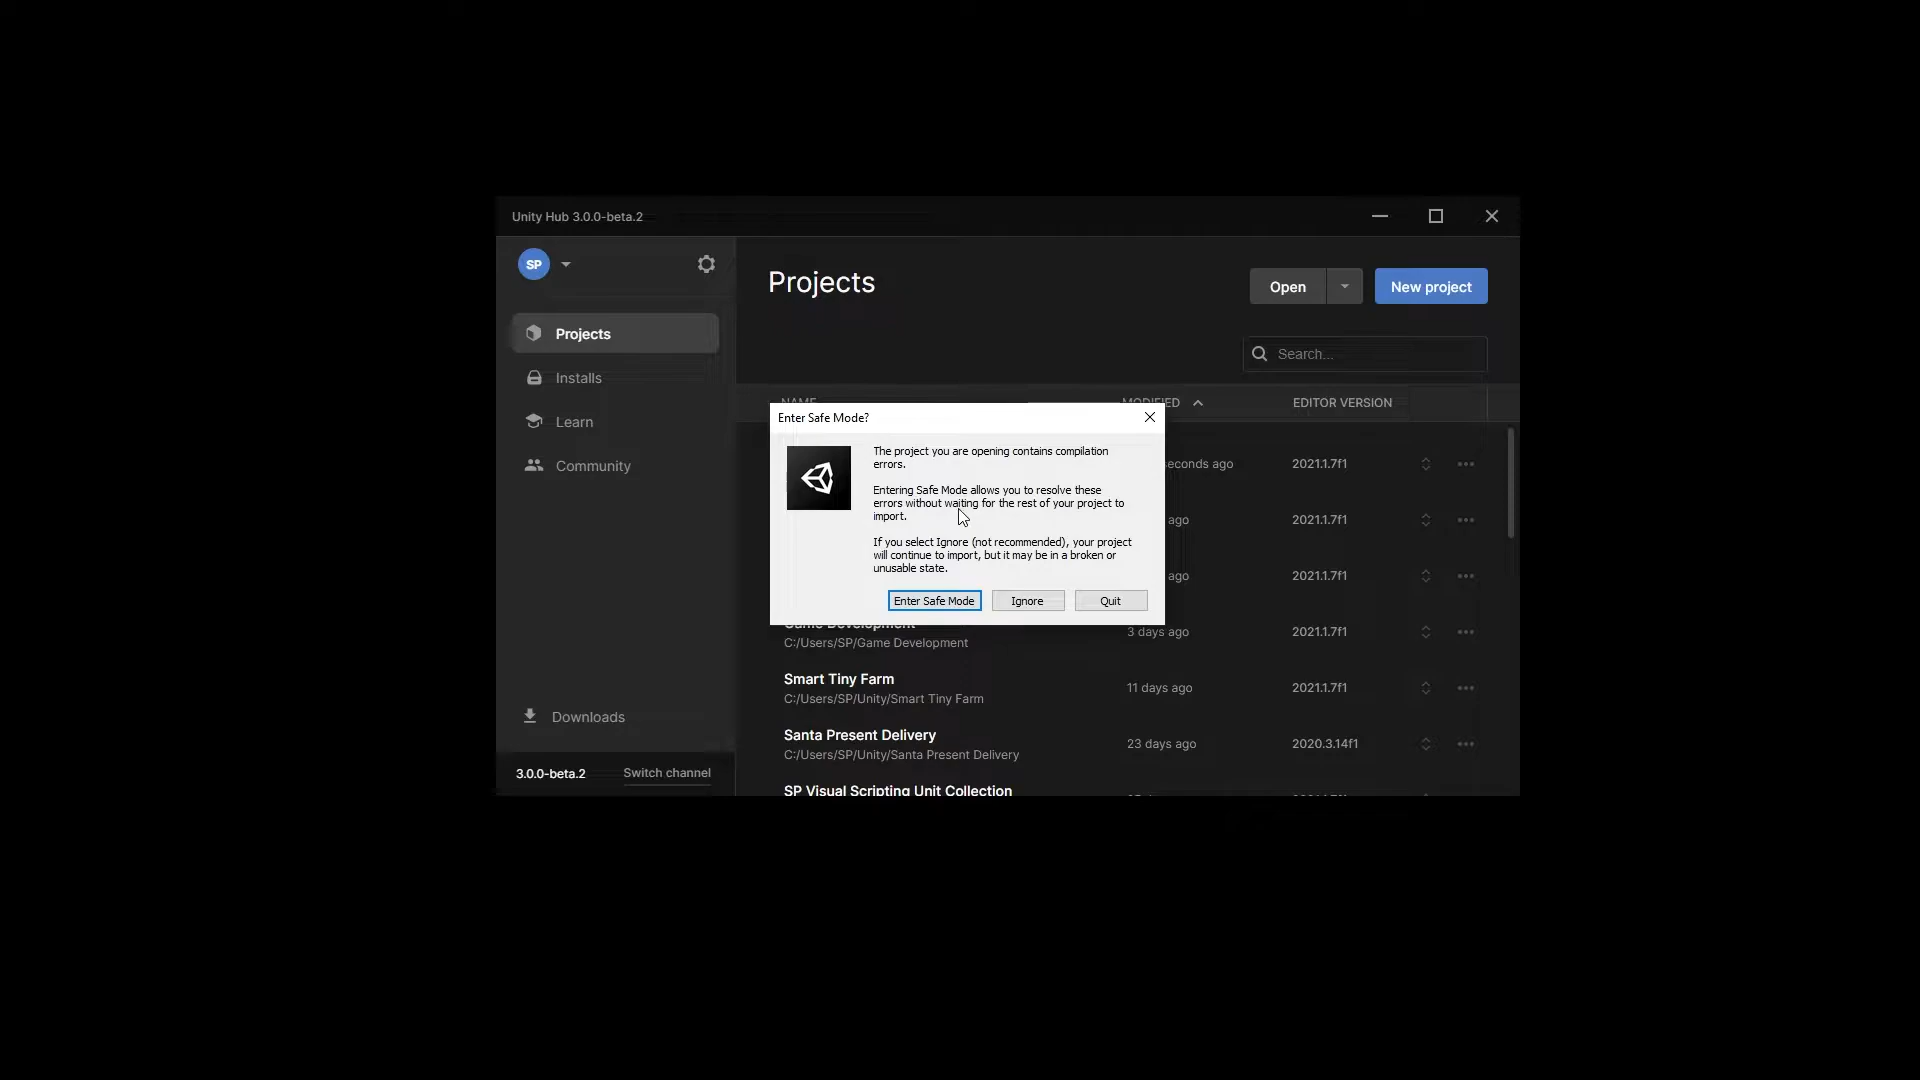 Unity Hub 3.0.0-beta.2
SP
Projects
Installs
Learn
Community
Downloads
3.0.0-beta.2 Switch channel
Projects
Open
New project
Search...
NAME MODIFIED EDITOR VERSION
seconds ago 2021.1.7f1
ago 2021.1.7f1
ago 2021.1.7f1
Enter Safe Mode?
The project you are opening contains compilation
errors.
Entering Safe Mode allows you to resolve these
errors without waiting for the rest of your project to
import.
If you select Ignore (not recommended), your project
will continue to import, but it may be in a broken or
unusable state.
Enter Safe Mode Ignore Quit
Game Development
C:/Users/SP/Game Development
3 days ago 2021.1.7f1
Smart Tiny Farm
C:/Users/SP/Unity/Smart Tiny Farm
11 days ago 2021.1.7f1
Santa Present Delivery
C:/Users/SP/Unity/Santa Present Delivery
23 days ago 2020.3.14f1
SP Visual Scripting Unit Collection